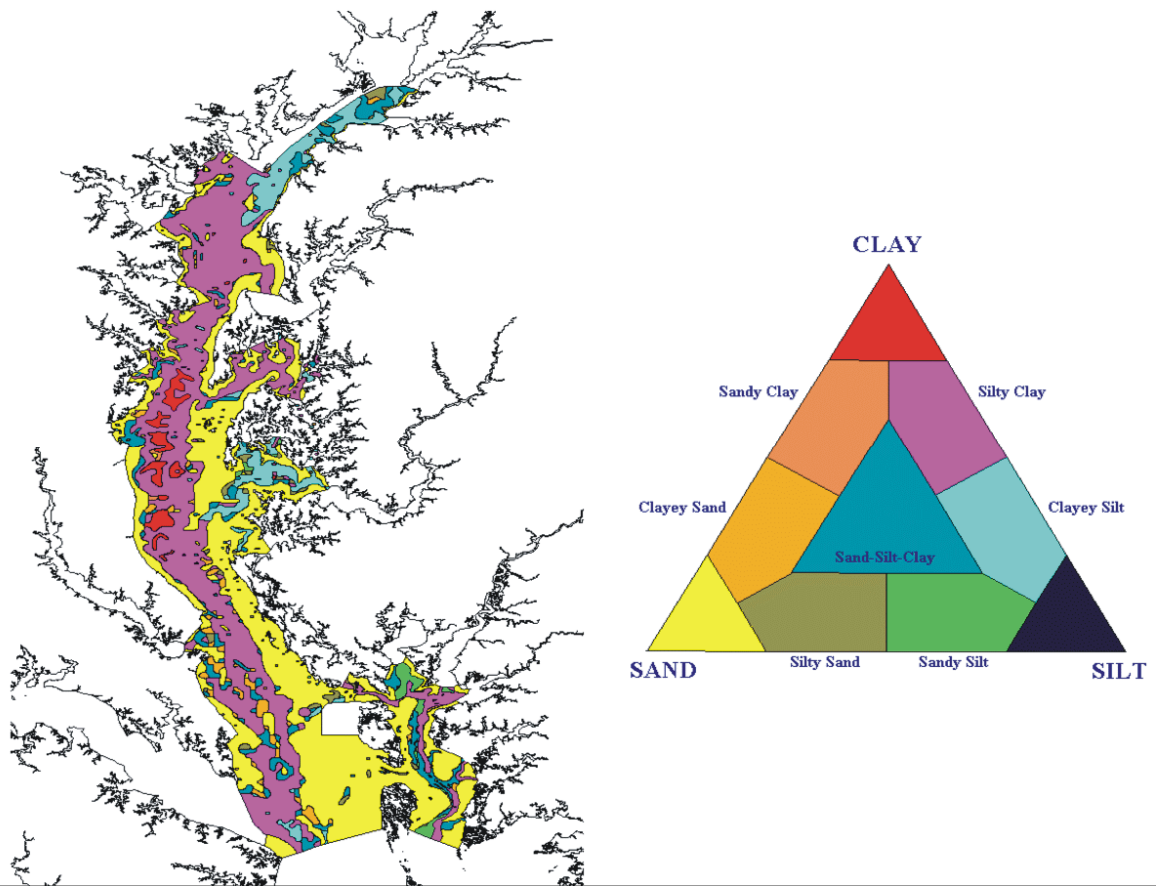 CLAY
Sandy Clay
Silty Clay
Clayey Sand
Clayey Silt
Sand-Silt-Clay
SAND
Silty Sand
Sandy Silt
SILT